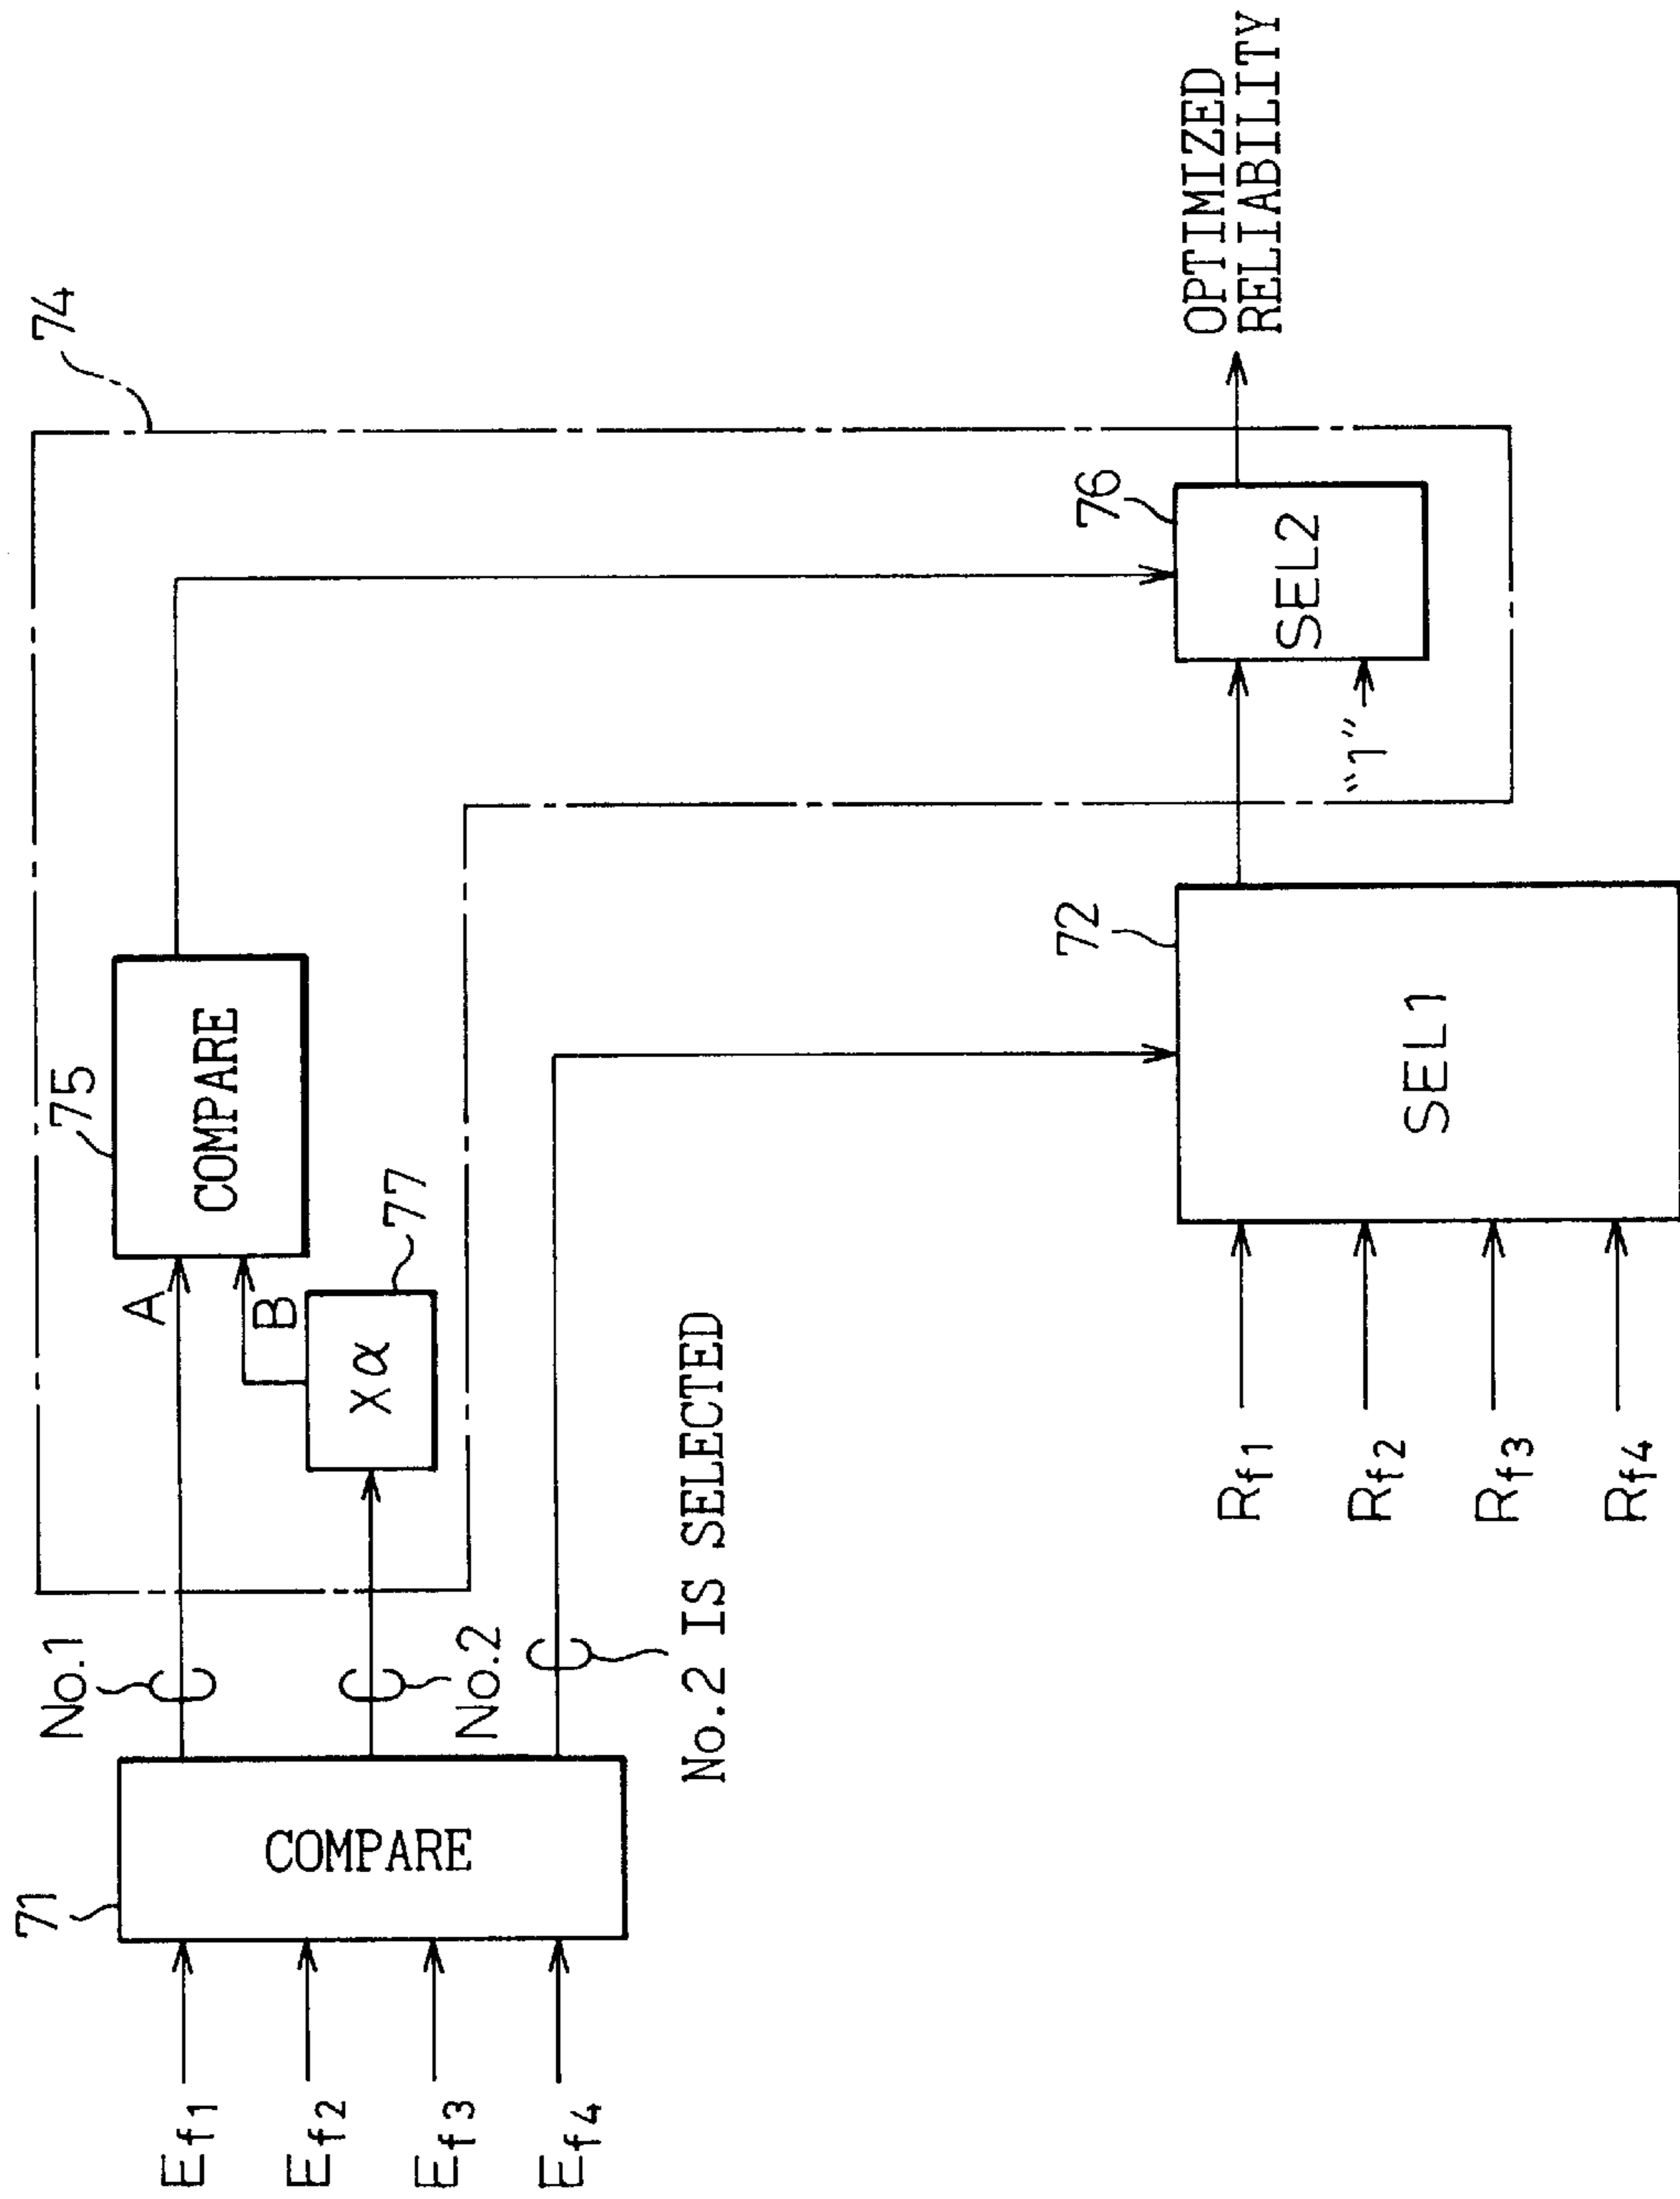 74
75
COMPARE
A
B
77
X α
No.1
No.2
No.2 IS SELECTED
71
COMPARE
Ef1
Ef2
Ef3
Ef4
76
SEL2
"1"
OPTIMIZED
RELIABILITY
72
SEL1
Rf1
Rf2
Rf3
Rf4